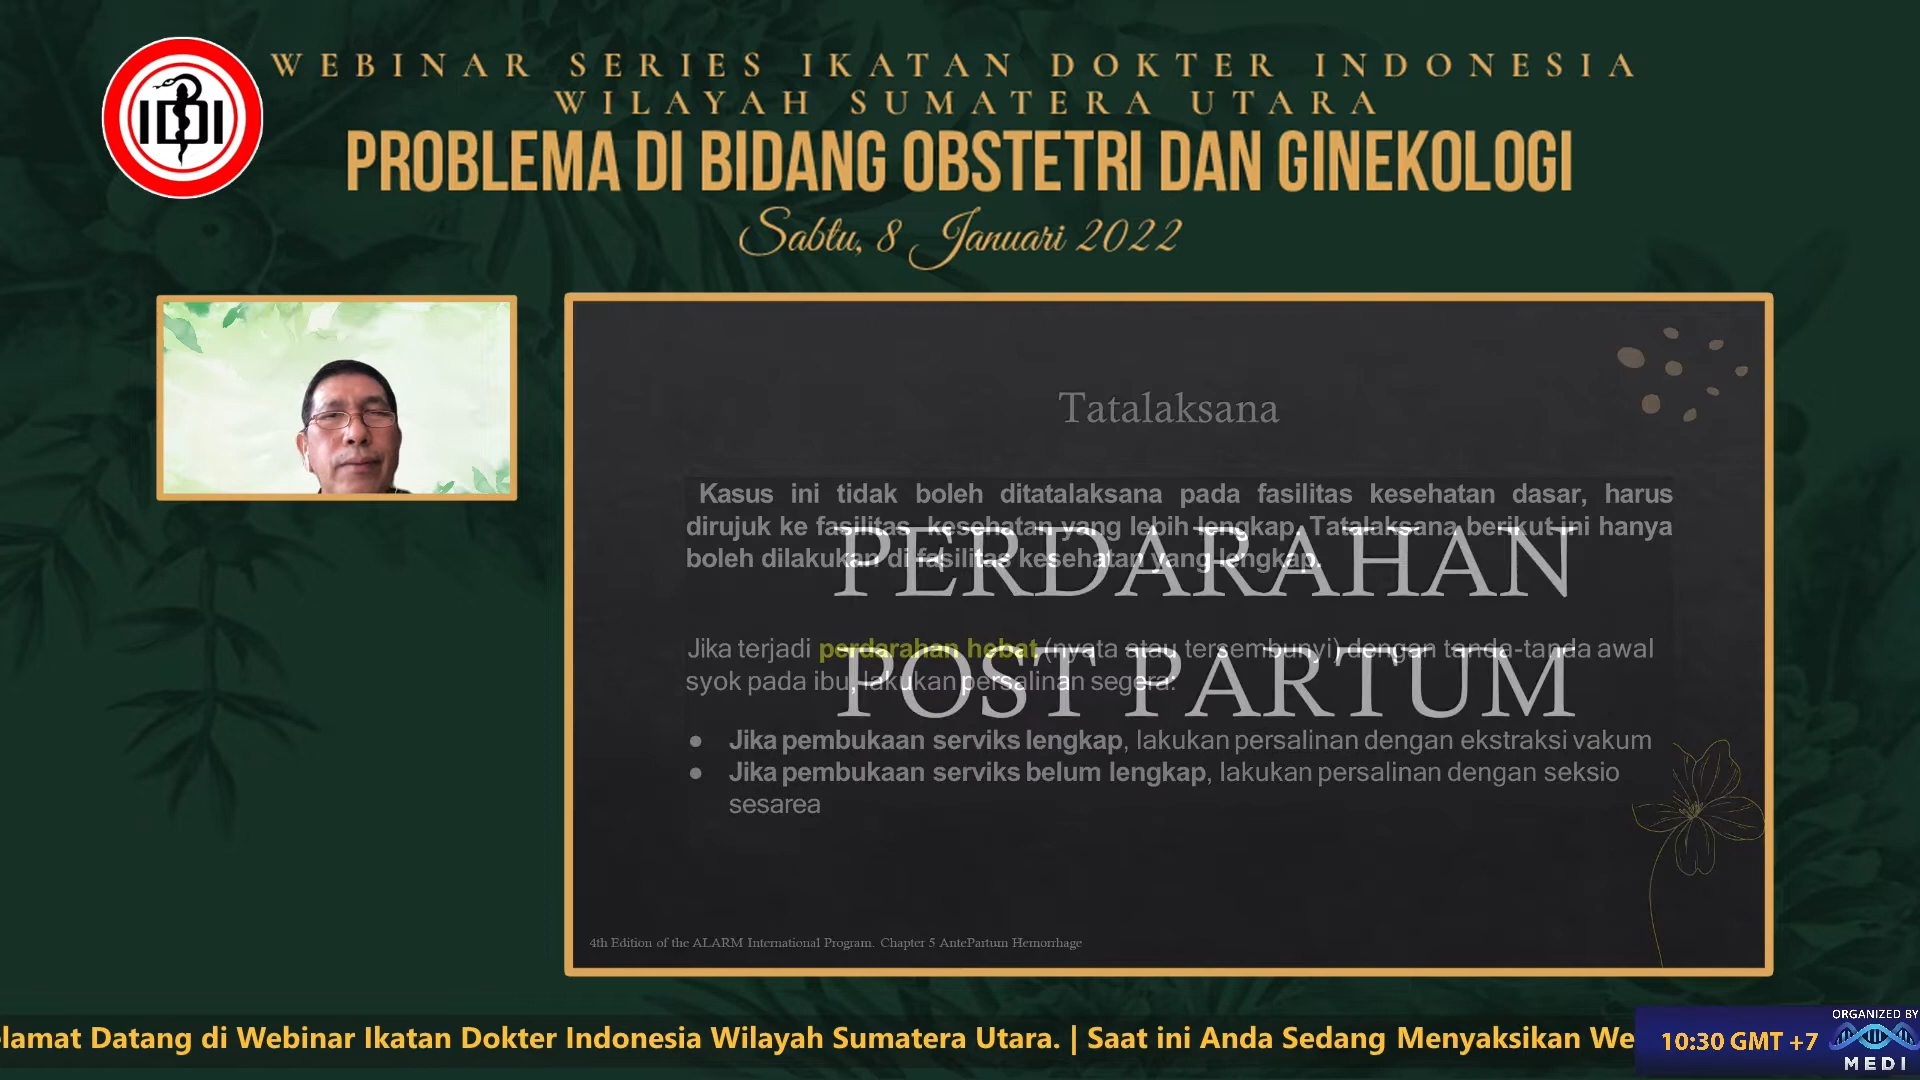 WEBINAR SERIES IKATAN DOKTER INDONESIA
WILAYAH SUMATERA UTARA
PROBLEMA DI BIDANG OBSTETRI DAN GINEKOLOGI
Sabtu, 8 Januari 2022
IDI
Tatalaksana
Kasus ini tidak boleh ditatalaksana pada fasilitas kesehatan dasar, harus
dirujuk ke fasilitas kesehatan yang lebih lengkap. Tatalaksana berikut ini hanya
boleh dilakukan di fasilitas kesehatan yang lengkap.
PERDARAHAN
POST PARTUM
Jika terjadi perdarahan hebat (nyata atau tersembunyi) dengan tanda-tanda awal
syok pada ibu, lakukan persalinan segera:
● Jika pembukaan serviks lengkap, lakukan persalinan dengan ekstraksi vakum
● Jika pembukaan serviks belum lengkap, lakukan persalinan dengan seksio
sesarea
4th Edition of the ALARM International Program. Chapter 5 AntePartum Hemorrhage
elamat Datang di Webinar Ikatan Dokter Indonesia Wilayah Sumatera Utara. | Saat ini Anda Sedang Menyaksikan We
10:30 GMT +7
ORGANIZED BY
MEDI